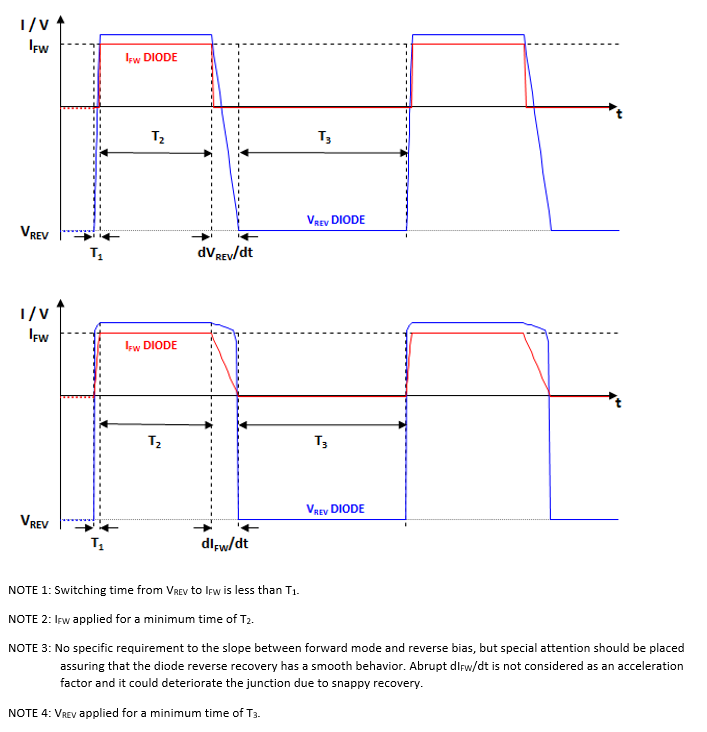 I / V
IFW
IFW DIODE
t
T2
T3
VREV DIODE
VREV
T1
dVREV/dt
I / V
IFW
IFW DIODE
t
T2
T3
VREV DIODE
VREV
T1
dIFW/dt
NOTE 1: Switching time from VREV to IFW is less than T1.
NOTE 2: IFW applied for a minimum time of T2.
NOTE 3: No specific requirement to the slope between forward mode and reverse bias, but special attention should be placed
assuring that the diode reverse recovery has a smooth behavior. Abrupt dIFW/dt is not considered as an acceleration
factor and it could deteriorate the junction due to snappy recovery.
NOTE 4: VREV applied for a minimum time of T3.